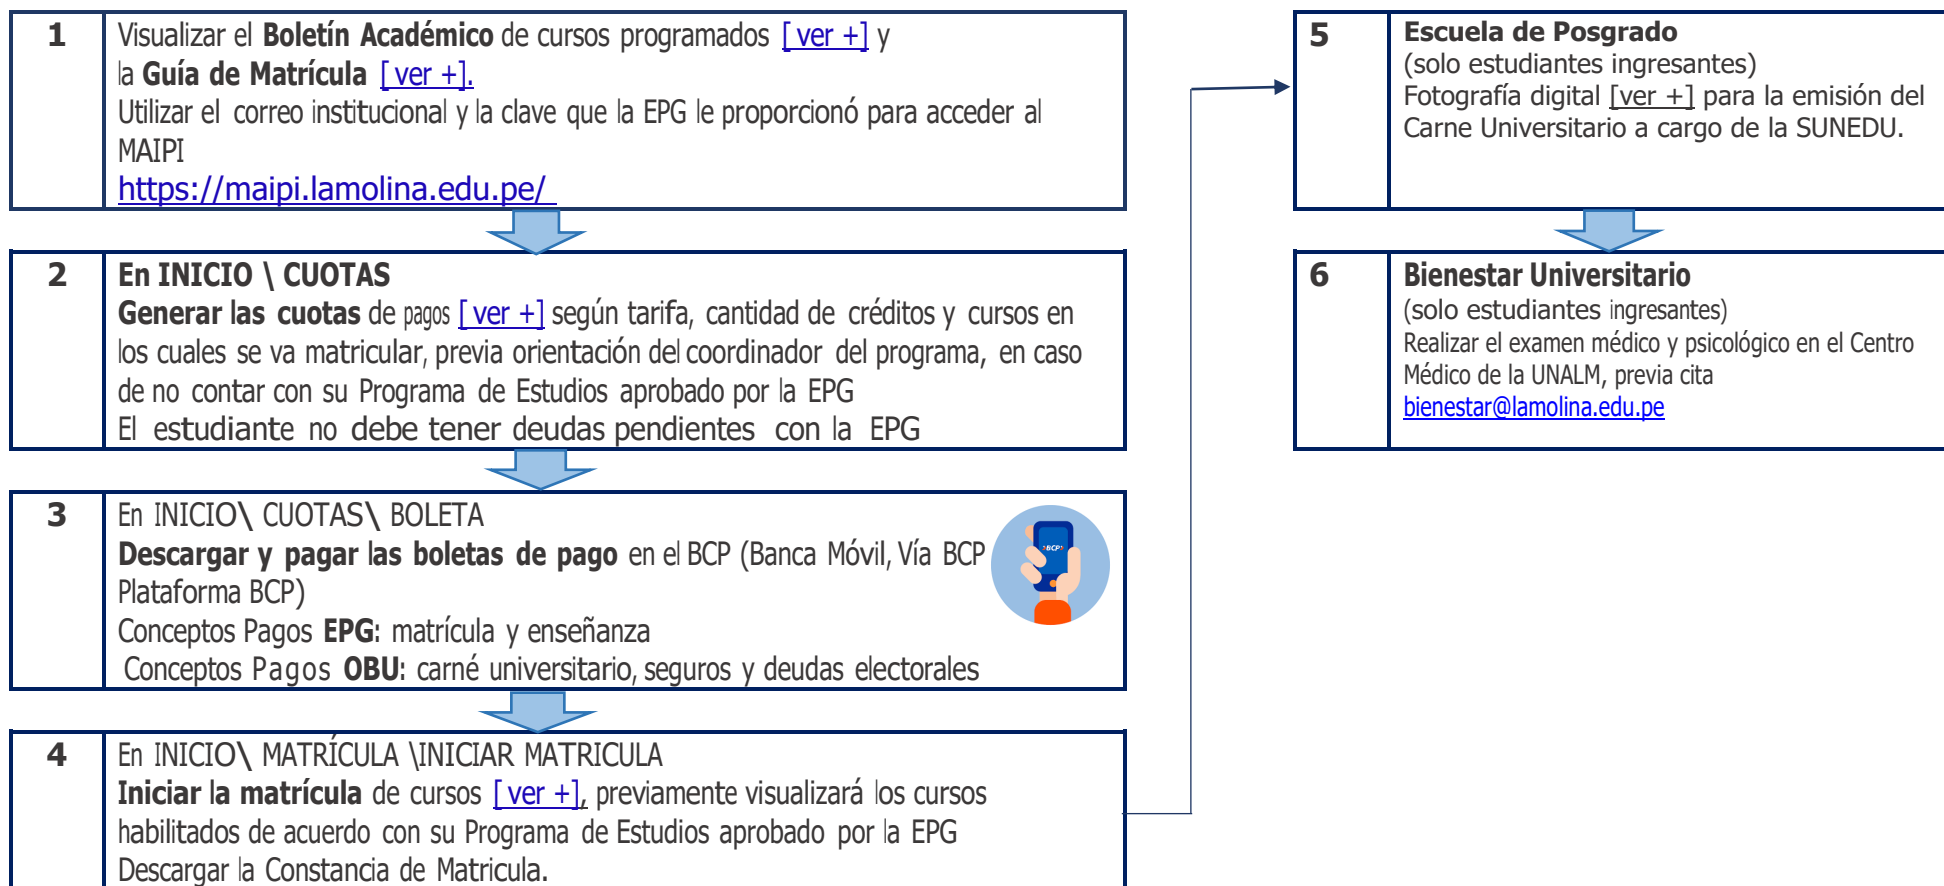 1
Visualizar el Boletín Académico de cursos programados [ ver +] y
la Guía de Matrícula [ ver +].
Utilizar el correo institucional y la clave que la EPG le proporcionó para acceder al
MAIPI
https://maipi.lamolina.edu.pe/
2
En INICIO \ CUOTAS
Generar las cuotas de pagos [ ver +] según tarifa, cantidad de créditos y cursos en
los cuales se va matricular, previa orientación del coordinador del programa, en caso
de no contar con su Programa de Estudios aprobado por la EPG
El estudiante no debe tener deudas pendientes con la EPG
3
En INICIO\ CUOTAS\ BOLETA
Descargar y pagar las boletas de pago en el BCP (Banca Móvil, Vía BCP
Plataforma BCP)
Conceptos Pagos EPG: matrícula y enseñanza
Conceptos Pagos OBU: carné universitario, seguros y deudas electorales
BCP
4
En INICIO\ MATRÍCULA \INICIAR MATRICULA
Iniciar la matrícula de cursos [ ver +], previamente visualizará los cursos
habilitados de acuerdo con su Programa de Estudios aprobado por la EPG
Descargar la Constancia de Matricula.
5
Escuela de Posgrado
(solo estudiantes ingresantes)
Fotografía digital [ver +] para la emisión del
Carne Universitario a cargo de la SUNEDU.
6
Bienestar Universitario
(solo estudiantes ingresantes)
Realizar el examen médico y psicológico en el Centro
Médico de la UNALM, previa cita
bienestar@lamolina.edu.pe